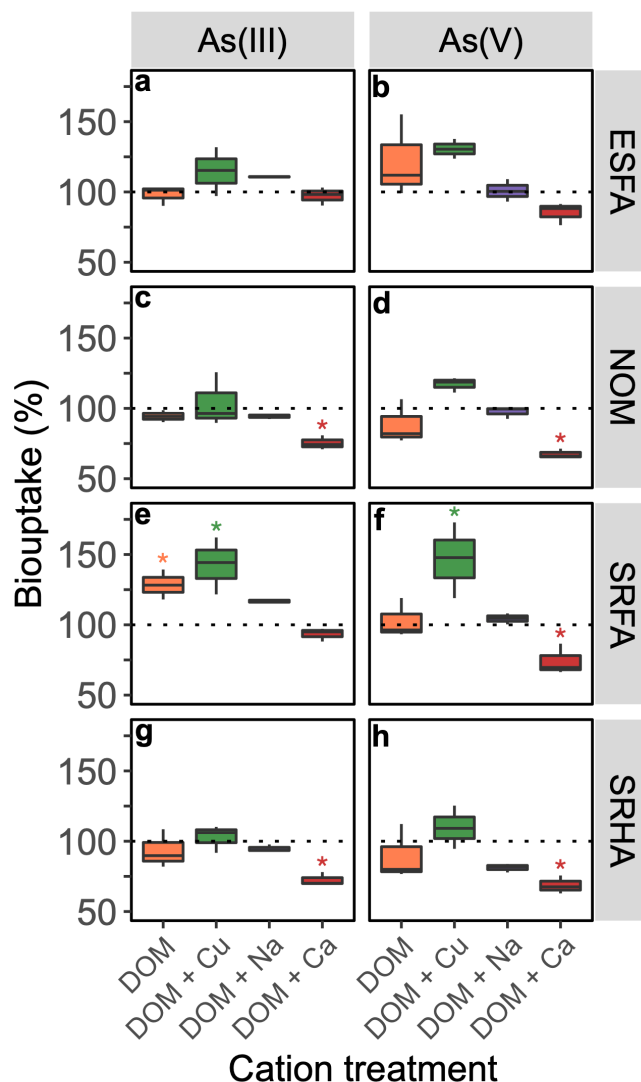 As(III)
As(V)
a
b
150
100
50
ESFA
c
d
150
100
50
NOM
e
f
*
*
*
*
150
100
50
SRFA
g
h
150
100
50
SRHA
*
*
*
*
Biouptake (%)
DOM
DOM + Cu
DOM + Na
DOM + Ca
DOM
DOM + Cu
DOM + Na
DOM + Ca
Cation treatment